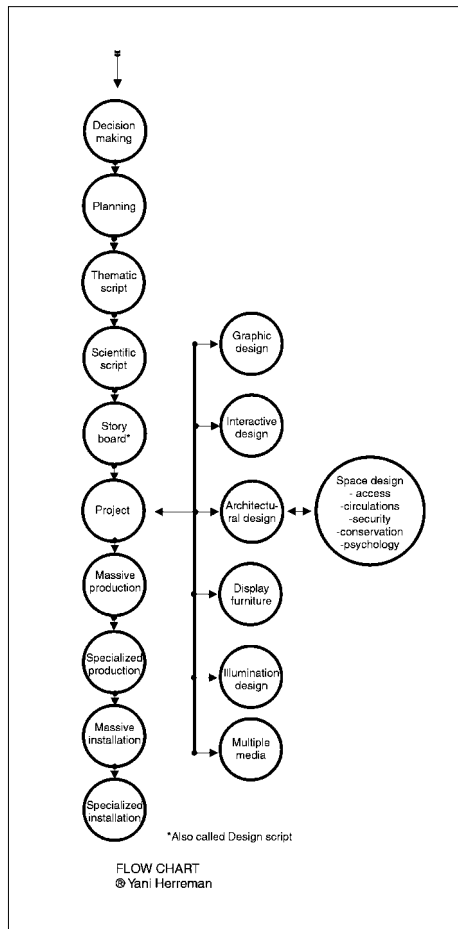 Decision
making
Planning
Thematic
script
Scientific
script
Story
board*
Project
Massive
production
Specialized
production
Massive
installation
Specialized
installation
Graphic
design
Interactive
design
Architectu-
ral design
Display
furniture
Illumination
design
Multiple
media
Space design
- access
-circulations
-security
-conservation
-psychology
*Also called Design script
FLOW CHART
® Yani Herreman